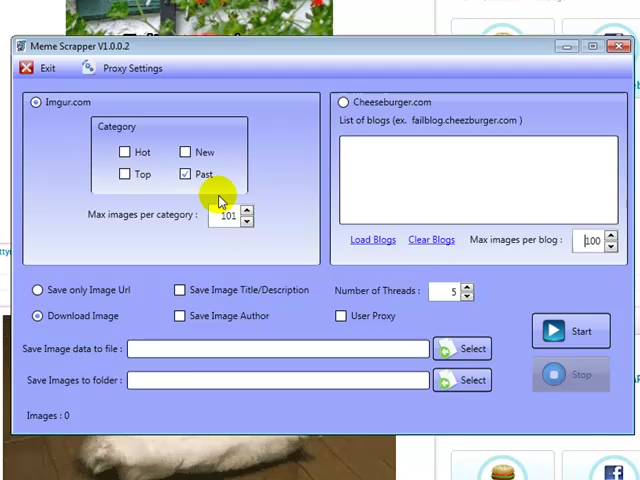 Meme Scrapper V1.0.0.2
Exit Proxy Settings
Imgur.com
Category
Hot New
Top Past
Max images per category : 101
Cheeseburger.com
List of blogs (ex. failblog.cheezburger.com )
Load Blogs Clear Blogs Max images per blog : 100
Save only Image Url Save Image Title/Description Number of Threads : 5
Download Image Save Image Author User Proxy
Start
Stop
Save Image data to file : Select
Save Images to folder : Select
Images : 0